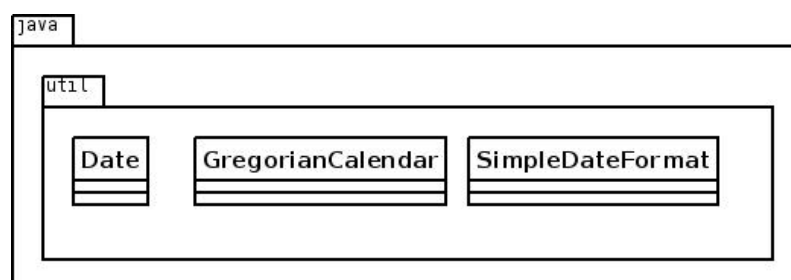 java
util
Date
GregorianCalendar
SimpleDateFormat